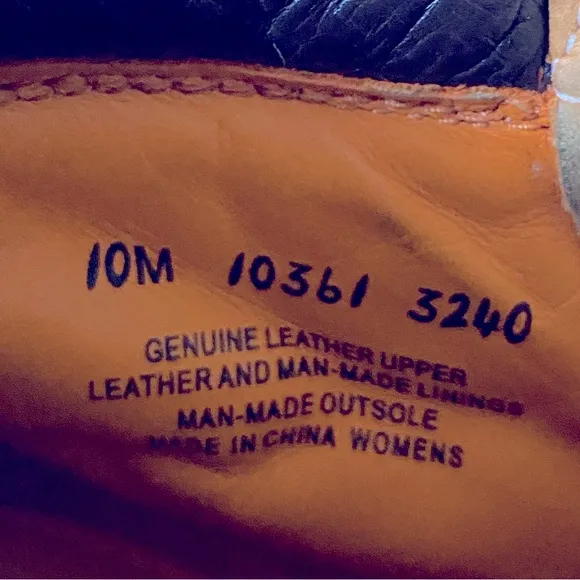 10M 10361 3240
GENUINE LEATHER UPPER
LEATHER AND MAN-MADE LININGS
MAN-MADE OUTSOLE
MADE IN CHINA WOMENS